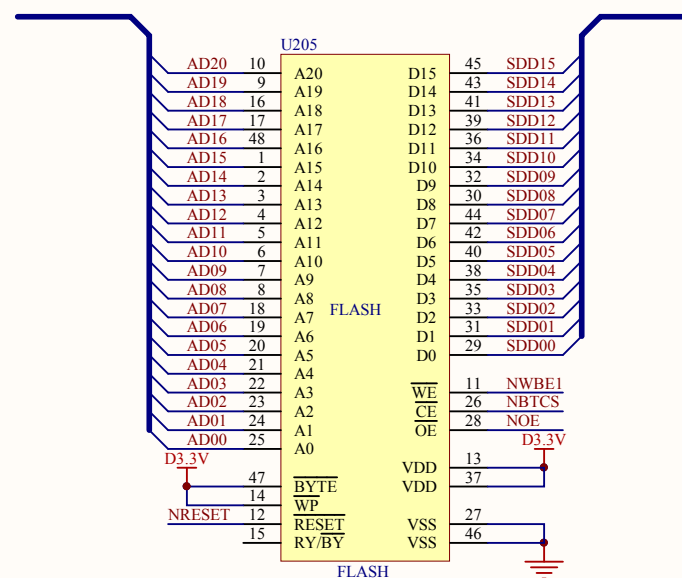 U205
AD20 10 A20 D15 45 SDD15
AD19 9 A19 D14 43 SDD14
AD18 16 A18 D13 41 SDD13
AD17 17 A17 D12 39 SDD12
AD16 48 A16 D11 36 SDD11
AD15 1 A15 D10 34 SDD10
AD14 2 A14 D9 32 SDD09
AD13 3 A13 D8 30 SDD08
AD12 4 A12 D7 44 SDD07
AD11 5 A11 D6 42 SDD06
AD10 6 A10 D5 40 SDD05
AD09 7 A9 D4 38 SDD04
AD08 8 A8 D3 35 SDD03
AD07 18 A7 FLASH D2 33 SDD02
AD06 19 A6 D1 31 SDD01
AD05 20 A5 D0 29 SDD00
AD04 21 A4
AD03 22 A3 WE 11 NWBE1
AD02 23 A2 CE 26 NBTCS
AD01 24 A1 OE 28 NOE
AD00 25 A0 D3.3V
D3.3V VDD 13
47 BYTE VDD 37
14 WP
NRESET 12 RESET VSS 27
15 RY/BY VSS 46
FLASH